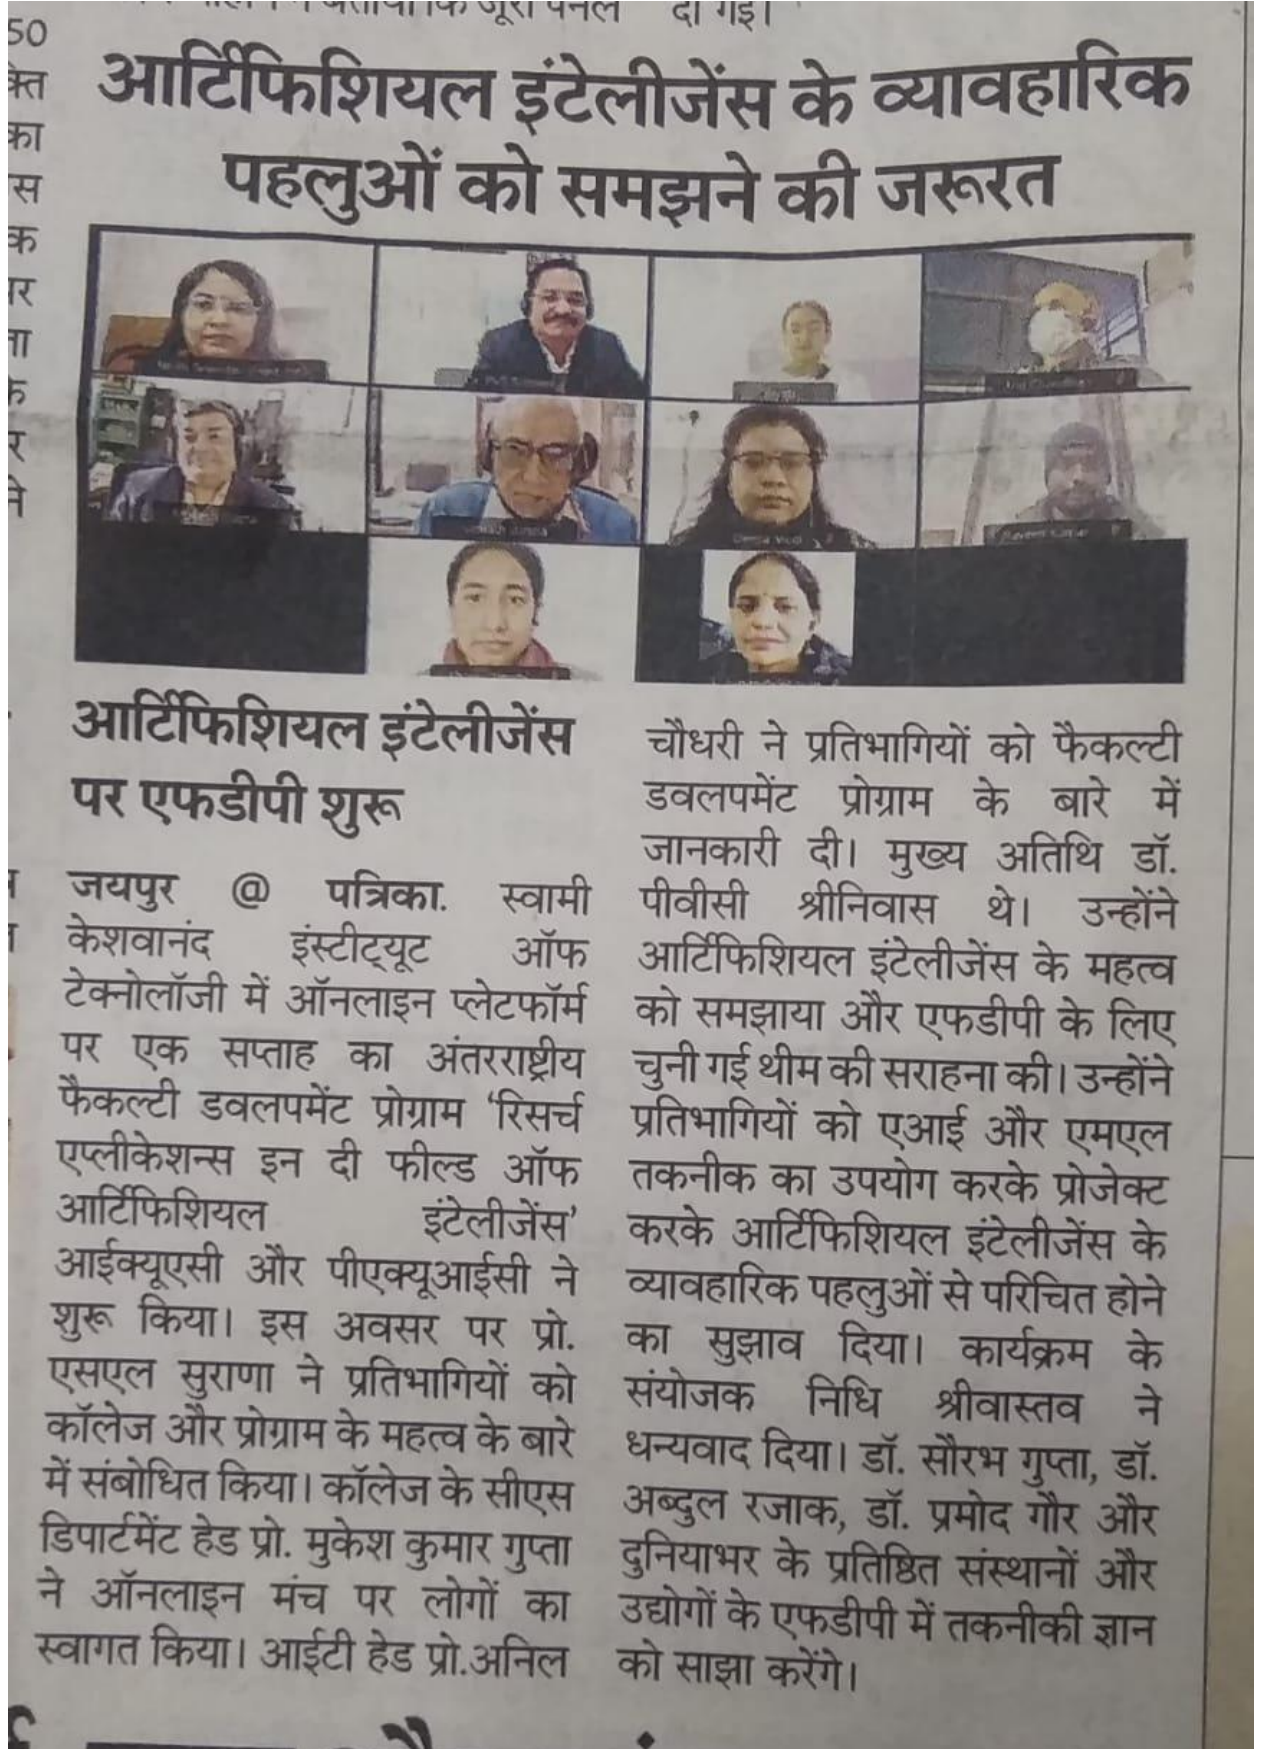 जूरी पैनल दी गई।
50
क्ति
का
स
क
आर्टिफिशियल इंटेलीजेंस के व्यावहारिक
पहलुओं को समझने की जरूरत
आर्टिफिशियल इंटेलीजेंस
पर एफडीपी शुरू
जयपुर @ पत्रिका. स्वामी
केशवानंद इंस्टीट्यूट ऑफ
टेक्नोलॉजी में ऑनलाइन प्लेटफॉर्म
पर एक सप्ताह का अंतरराष्ट्रीय
फैकल्टी डवलपमेंट प्रोग्राम ‘रिसर्च
एप्लीकेशन्स इन दी फील्ड ऑफ
आर्टिफिशियल इंटेलीजेंस’
आईक्यूएसी और पीएक्यूआईसी ने
शुरू किया। इस अवसर पर प्रो.
एसएल सुराणा ने प्रतिभागियों को
कॉलेज और प्रोग्राम के महत्व के बारे
में संबोधित किया। कॉलेज के सीएस
डिपार्टमेंट हेड प्रो. मुकेश कुमार गुप्ता
ने ऑनलाइन मंच पर लोगों का
स्वागत किया। आईटी हेड प्रो.अनिल
चौधरी ने प्रतिभागियों को फैकल्टी
डवलपमेंट प्रोग्राम के बारे में
जानकारी दी। मुख्य अतिथि डॉ.
पीवीसी श्रीनिवास थे। उन्होंने
आर्टिफिशियल इंटेलीजेंस के महत्व
को समझाया और एफडीपी के लिए
चुनी गई थीम की सराहना की। उन्होंने
प्रतिभागियों को एआई और एमएल
तकनीक का उपयोग करके प्रोजेक्ट
करके आर्टिफिशियल इंटेलीजेंस के
व्यावहारिक पहलुओं से परिचित होने
का सुझाव दिया। कार्यक्रम के
संयोजक निधि श्रीवास्तव ने
धन्यवाद दिया। डॉ. सौरभ गुप्ता, डॉ.
अब्दुल रजाक, डॉ. प्रमोद गौर और
दुनियाभर के प्रतिष्ठित संस्थानों और
उद्योगों के एफडीपी में तकनीकी ज्ञान
को साझा करेंगे।